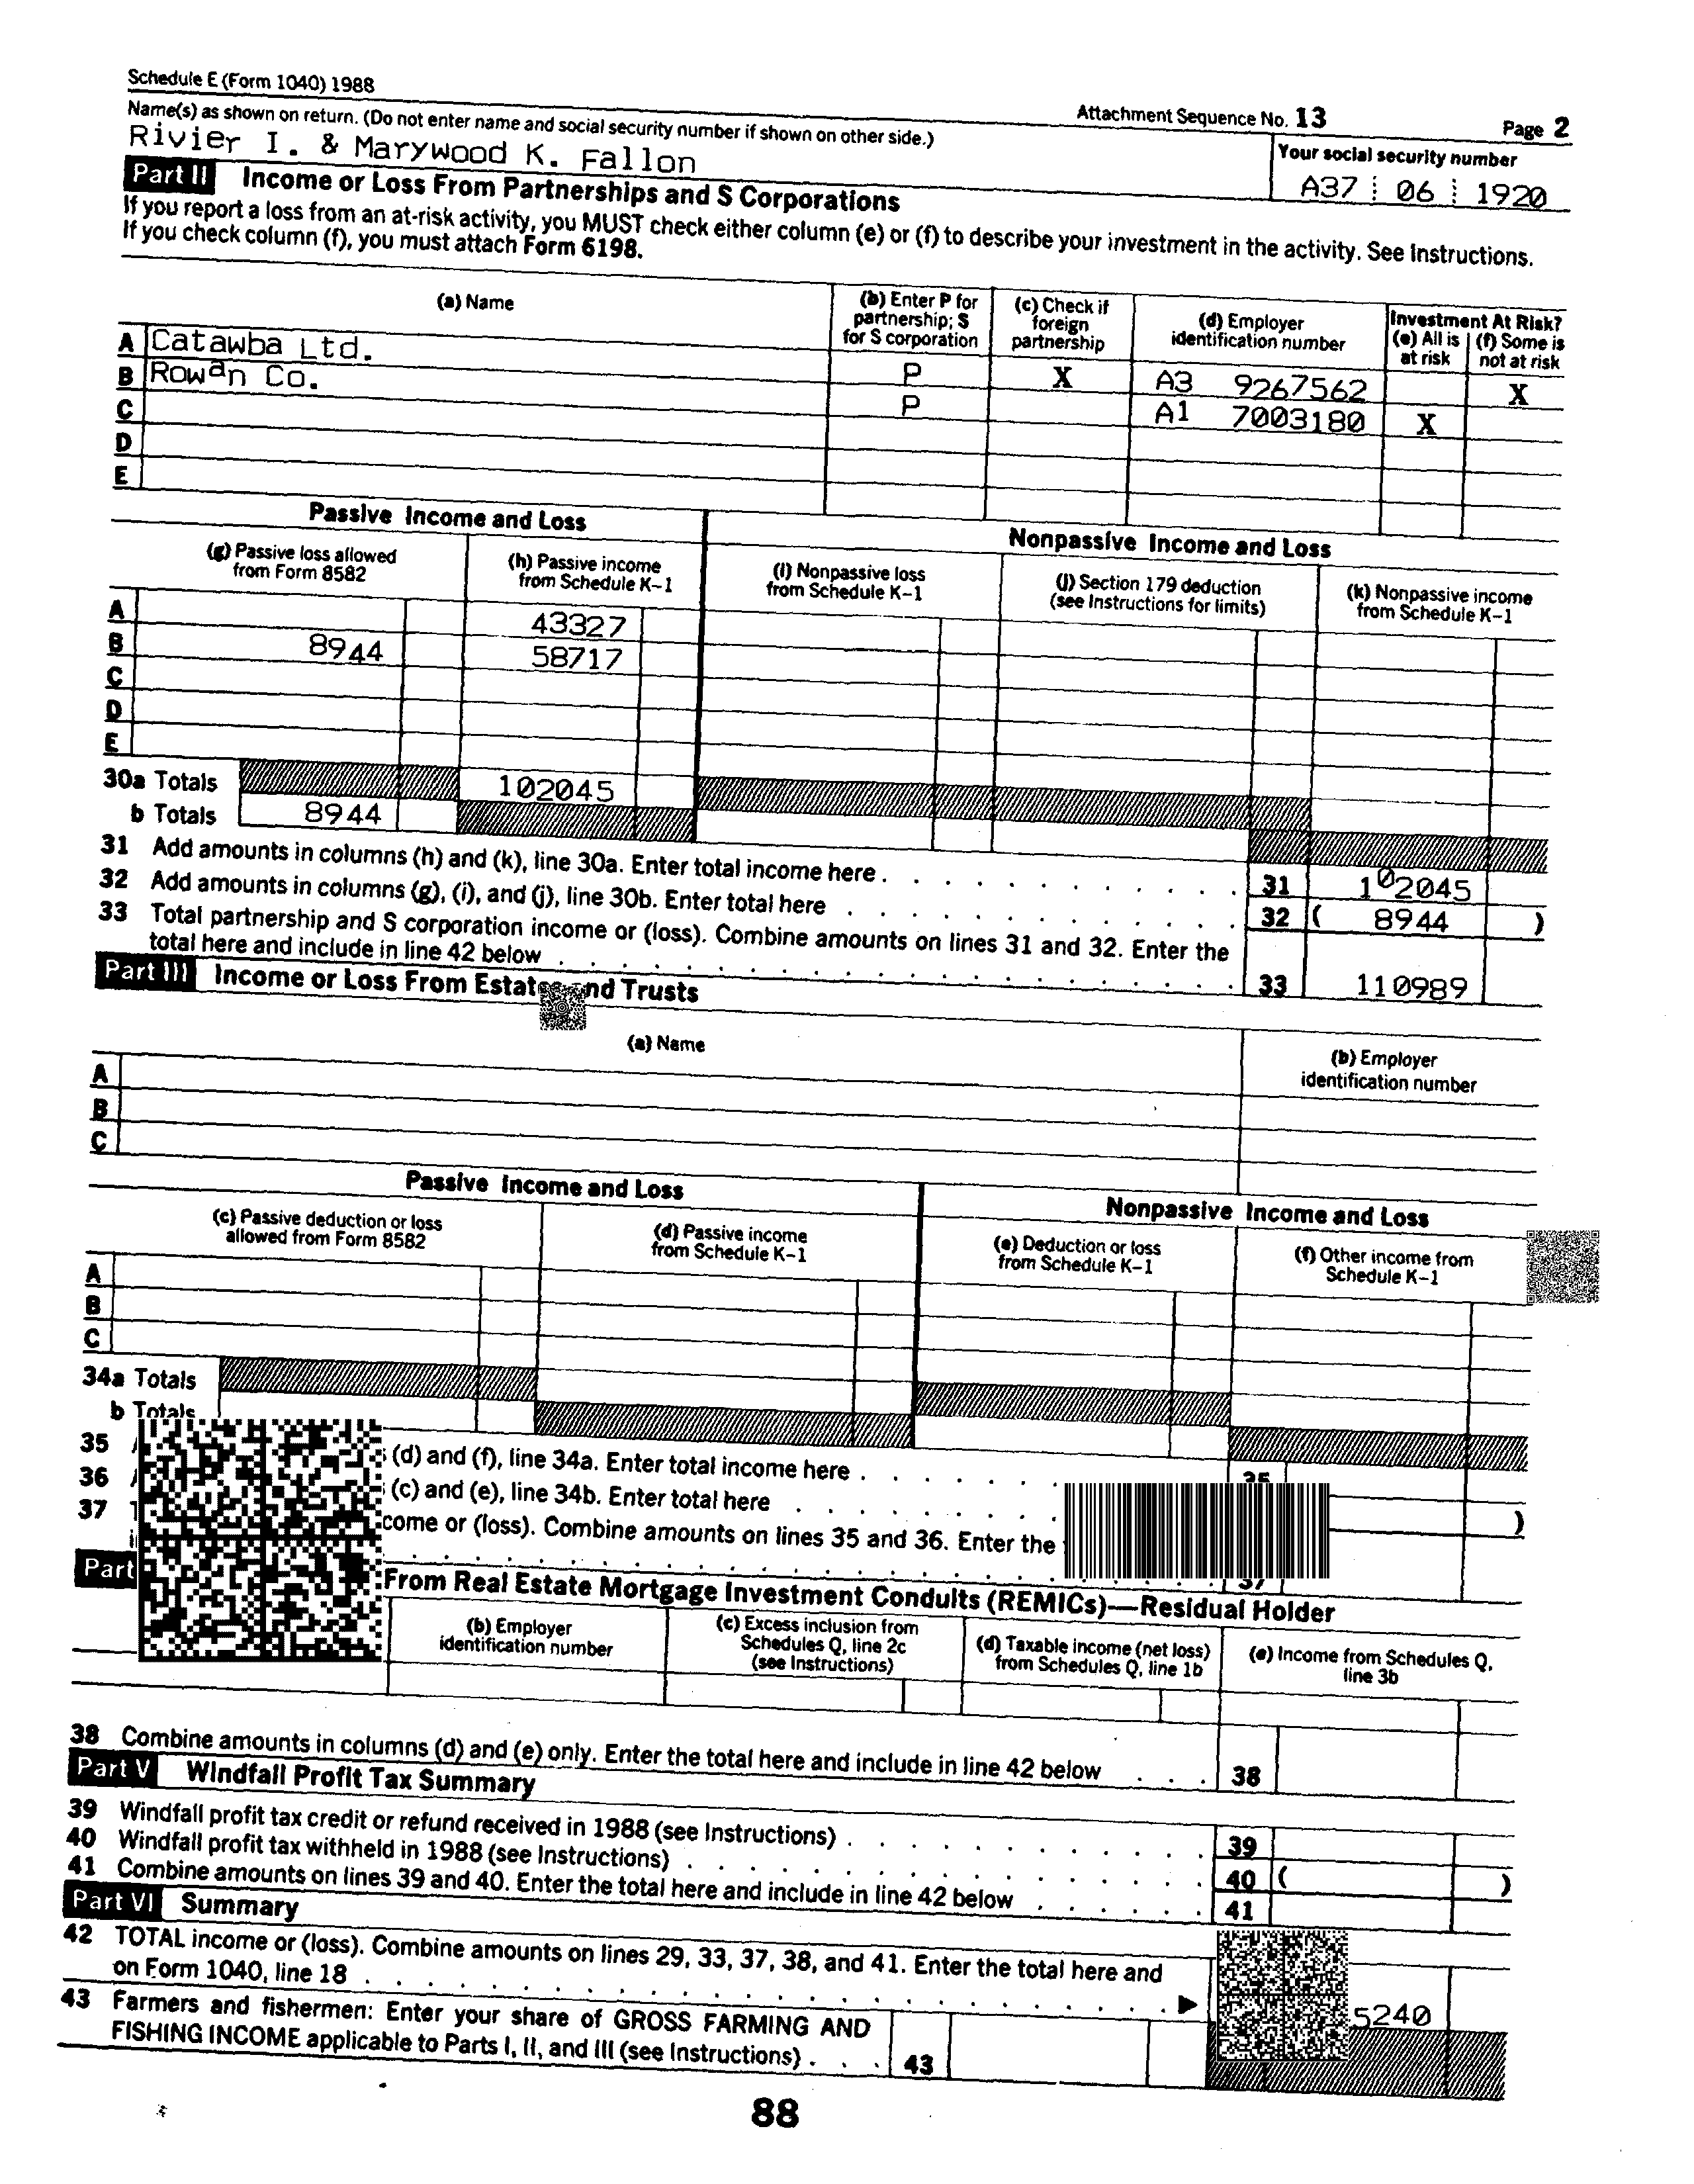 Schedule E (Form 1040) 1988
Attachment Sequence No. 13 Page 2
Name(s) as shown on return. (Do not enter name and social security number if shown on other side.)
Your social security number
Rivier I. & Marywood K. Fallon
A37 06 1920
Part II Income or Loss From Partnerships and S Corporations
If you report a loss from an at-risk activity, you MUST check either column (e) or (f) to describe your investment in the activity. See Instructions.
If you check column (f), you must attach Form 6198.
(a) Name
(b) Enter P for partnership; S for S corporation
(c) Check if foreign partnership
(d) Employer identification number
Investment At Risk?
(e) All is at risk
(f) Some is not at risk
A Catawba Ltd. P X A3 9267562 X
B Rowan Co. P A1 7003180 X
C
D
E
Passive Income and Loss
Nonpassive Income and Loss
(g) Passive loss allowed from Form 8582
(h) Passive income from Schedule K-1
(i) Nonpassive loss from Schedule K-1
(j) Section 179 deduction (see Instructions for limits)
(k) Nonpassive income from Schedule K-1
A 43327
B 8944 58717
C
D
E
30a Totals 102045
b Totals 8944
31 Add amounts in columns (h) and (k), line 30a. Enter total income here 31 102045
32 Add amounts in columns (g), (i), and (j), line 30b. Enter total here 32 ( 8944 )
33 Total partnership and S corporation income or (loss). Combine amounts on lines 31 and 32. Enter the
total here and include in line 42 below 33 110989
Part III Income or Loss From Estates and Trusts
(a) Name
(b) Employer identification number
A
B
C
Passive Income and Loss
Nonpassive Income and Loss
(c) Passive deduction or loss allowed from Form 8582
(d) Passive income from Schedule K-1
(e) Deduction or loss from Schedule K-1
(f) Other income from Schedule K-1
A
B
C
34a Totals
b Totals
35 (d) and (f), line 34a. Enter total income here 35
36 (c) and (e), line 34b. Enter total here )
37 come or (loss). Combine amounts on lines 35 and 36. Enter the
37
Part From Real Estate Mortgage Investment Conduits (REMICs)—Residual Holder
(b) Employer identification number
(c) Excess inclusion from Schedules Q, line 2c (see Instructions)
(d) Taxable income (net loss) from Schedules Q, line 1b
(e) Income from Schedules Q, line 3b
38 Combine amounts in columns (d) and (e) only. Enter the total here and include in line 42 below 38
Part V Windfall Profit Tax Summary
39 Windfall profit tax credit or refund received in 1988 (see Instructions) 39
40 Windfall profit tax withheld in 1988 (see Instructions) 40 ( )
41 Combine amounts on lines 39 and 40. Enter the total here and include in line 42 below 41
Part VI Summary
42 TOTAL income or (loss). Combine amounts on lines 29, 33, 37, 38, and 41. Enter the total here and
on Form 1040, line 18 5240
43 Farmers and fishermen: Enter your share of GROSS FARMING AND
FISHING INCOME applicable to Parts I, II, and III (see Instructions) 43
88